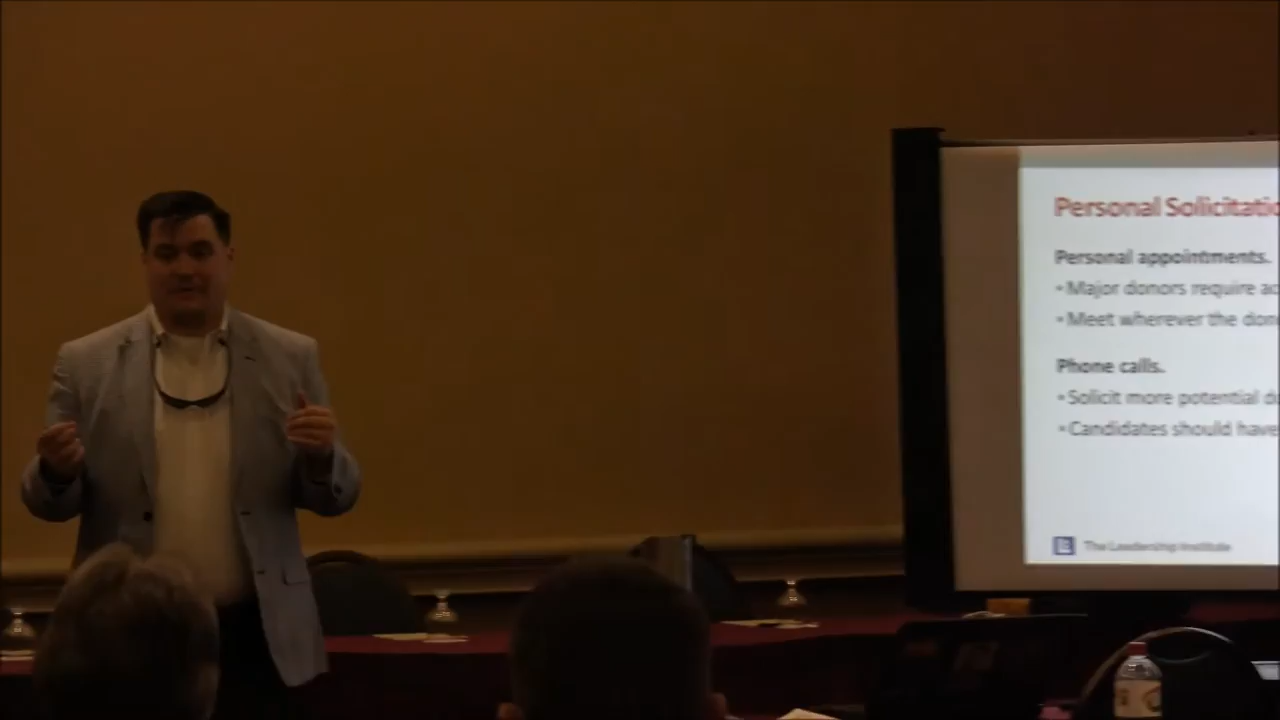 Personal Solicitatio
Personal appointments.
• Major donors require ac
• Meet wherever the don
Phone calls.
• Solicit more potential d
• Candidates should have
The Leadership Institute